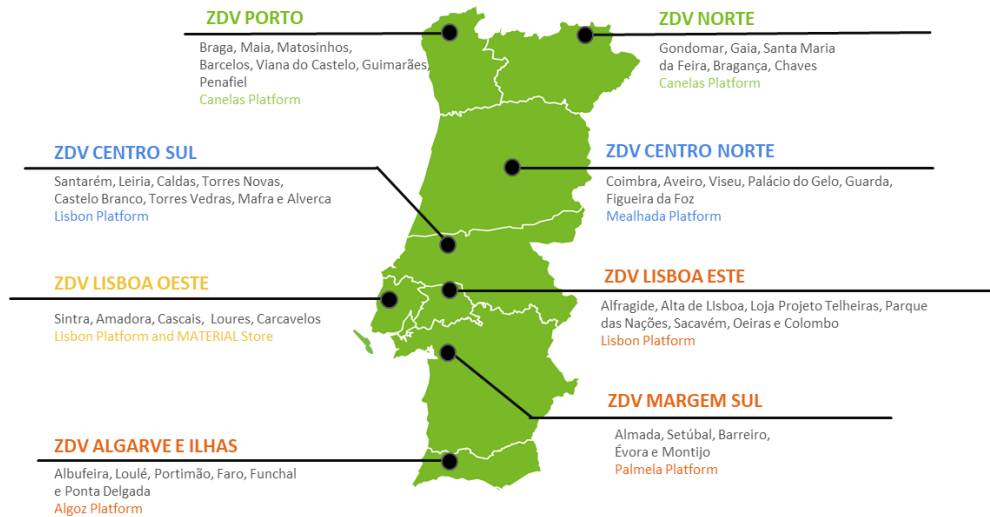 ZDV PORTO
Braga, Maia, Matosinhos,
Barcelos, Viana do Castelo, Guimarães,
Penafiel
Canelas Platform
ZDV NORTE
Gondomar, Gaia, Santa Maria
da Feira, Bragança, Chaves
Canelas Platform
ZDV CENTRO SUL
Santarém, Leiria, Caldas, Torres Novas,
Castelo Branco, Torres Vedras, Mafra e Alverca
Lisbon Platform
ZDV CENTRO NORTE
Coimbra, Aveiro, Viseu, Palácio do Gelo, Guarda,
Figueira da Foz
Mealhada Platform
ZDV LISBOA OESTE
Sintra, Amadora, Cascais, Loures, Carcavelos
Lisbon Platform and MATERIAL Store
ZDV LISBOA ESTE
Alfragide, Alta de LIsboa, Loja Projeto Telheiras, Parque
das Nações, Sacavém, Oeiras e Colombo
Lisbon Platform
ZDV MARGEM SUL
Almada, Setúbal, Barreiro,
Évora e Montijo
Palmela Platform
ZDV ALGARVE E ILHAS
Albufeira, Loulé, Portimão, Faro, Funchal
e Ponta Delgada
Algoz Platform